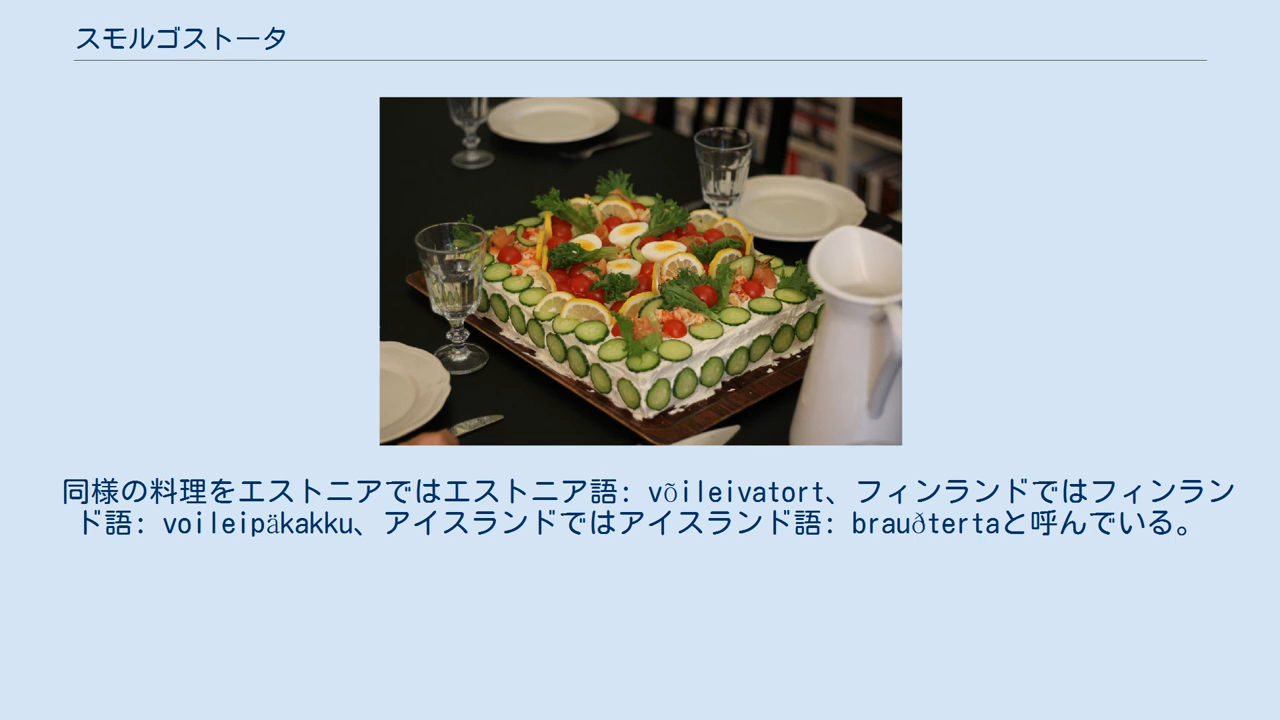 スモルゴストータ
同様の料理をエストニアではエストニア語: võileivatort、フィンランドではフィンラン
ド語: voileipäkakku、アイスランドではアイスランド語: brauðtertaと呼んでいる。